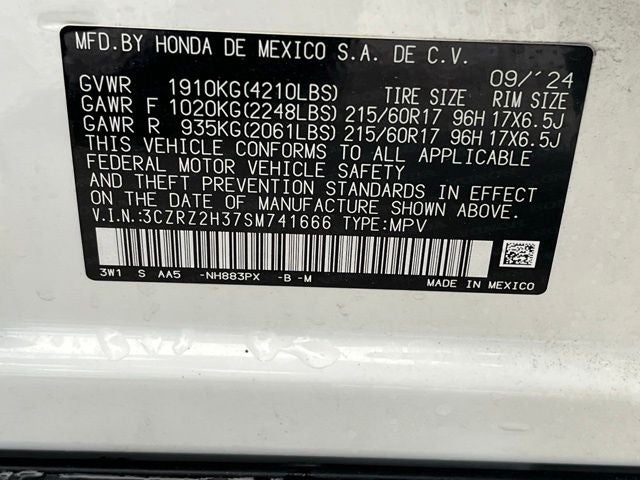 MFD.BY HONDA DE MEXICO S.A. DE C.V.
09/'24
GVWR 1910KG(4210LBS) TIRE SIZE RIM SIZE
GAWR F 1020KG(2248LBS) 215/60R17 96H 17X6.5J
GAWR R 935KG(2061LBS) 215/60R17 96H 17X6.5J
THIS VEHICLE CONFORMS TO ALL APPLICABLE
FEDERAL MOTOR VEHICLE SAFETY
AND THEFT PREVENTION STANDARDS IN EFFECT
ON THE DATE OF MANUFACTURE SHOWN ABOVE.
V.I.N.:3CZRZ2H37SM741666 TYPE:MPV
3W1 S AA5 -NH883PX -B -M MADE IN MEXICO